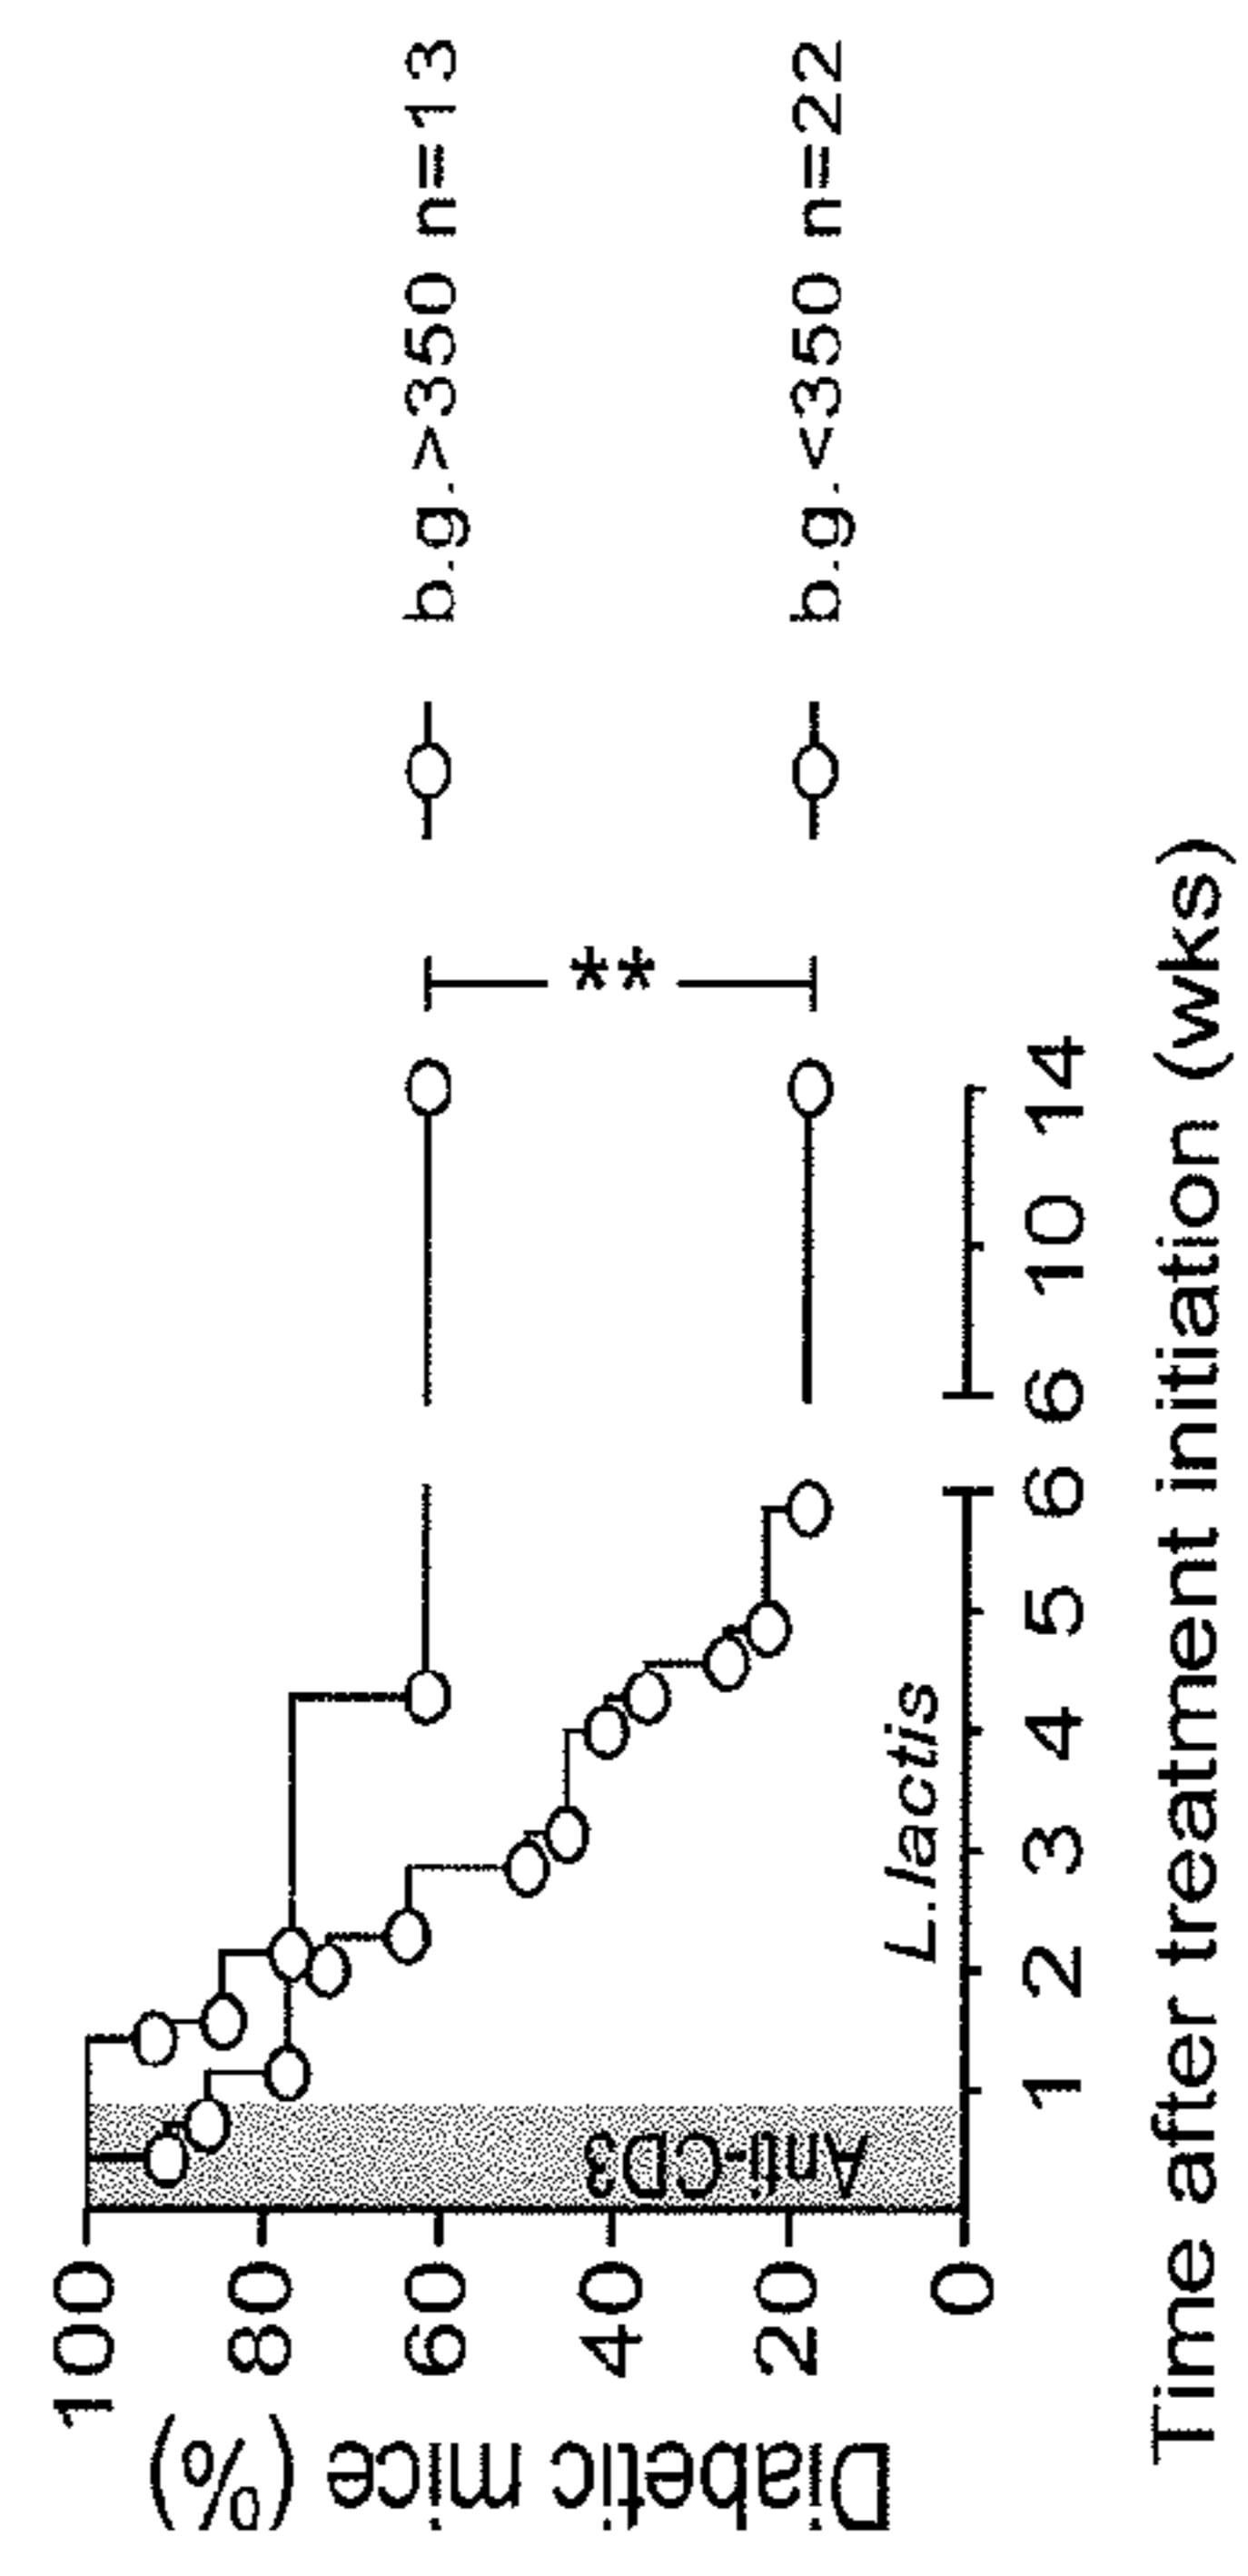 Diabetic mice (%)
100
80
60
40
20
0
Anti-CD3
L.lactis
**
b.g.>350 n=13
b.g.<350 n=22
1 2 3 4 5 6 6 10 14
Time after treatment initiation (wks)